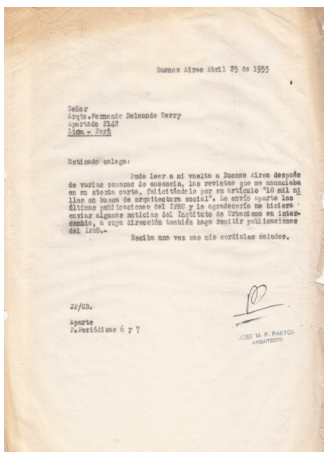 Buenos Aires Abril 25 de 1955
Señor
Arqto. Fernando Belaunde Terry
Apartado 2142
Lima - Perú
Estimado colega:
Pude leer a mi vuelta a Buenos Aires después
de varias semanas de ausencia, las revistas que me anunciaba
en su atenta carta, felicitándolo por su artículo "10 mil mi
llas en busca de arquitectura social". Le envío aparte las
últimas publicaciones del IPRU y le agradecería me hiciera
enviar algunas noticias del Instituto de Urbanismo en inter-
cambio, a cuya dirección también hago remitir publicaciones
del IPRU.-
Reciba una vez mas mis cordiales saludos.
JP/CB.
Aparte
P.Periódicas 6 y 7
JOSE M. F. PASTOR
ARQUITECTO